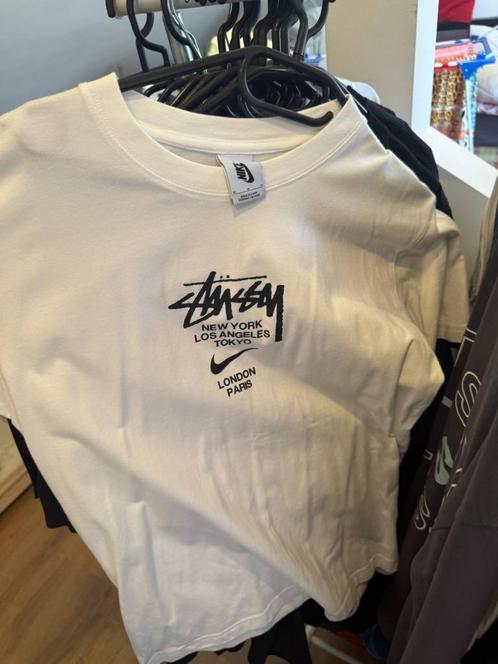 NIKE
STÜSSY
NEW YORK
LOS ANGELES
TOKYO
LONDON
PARIS